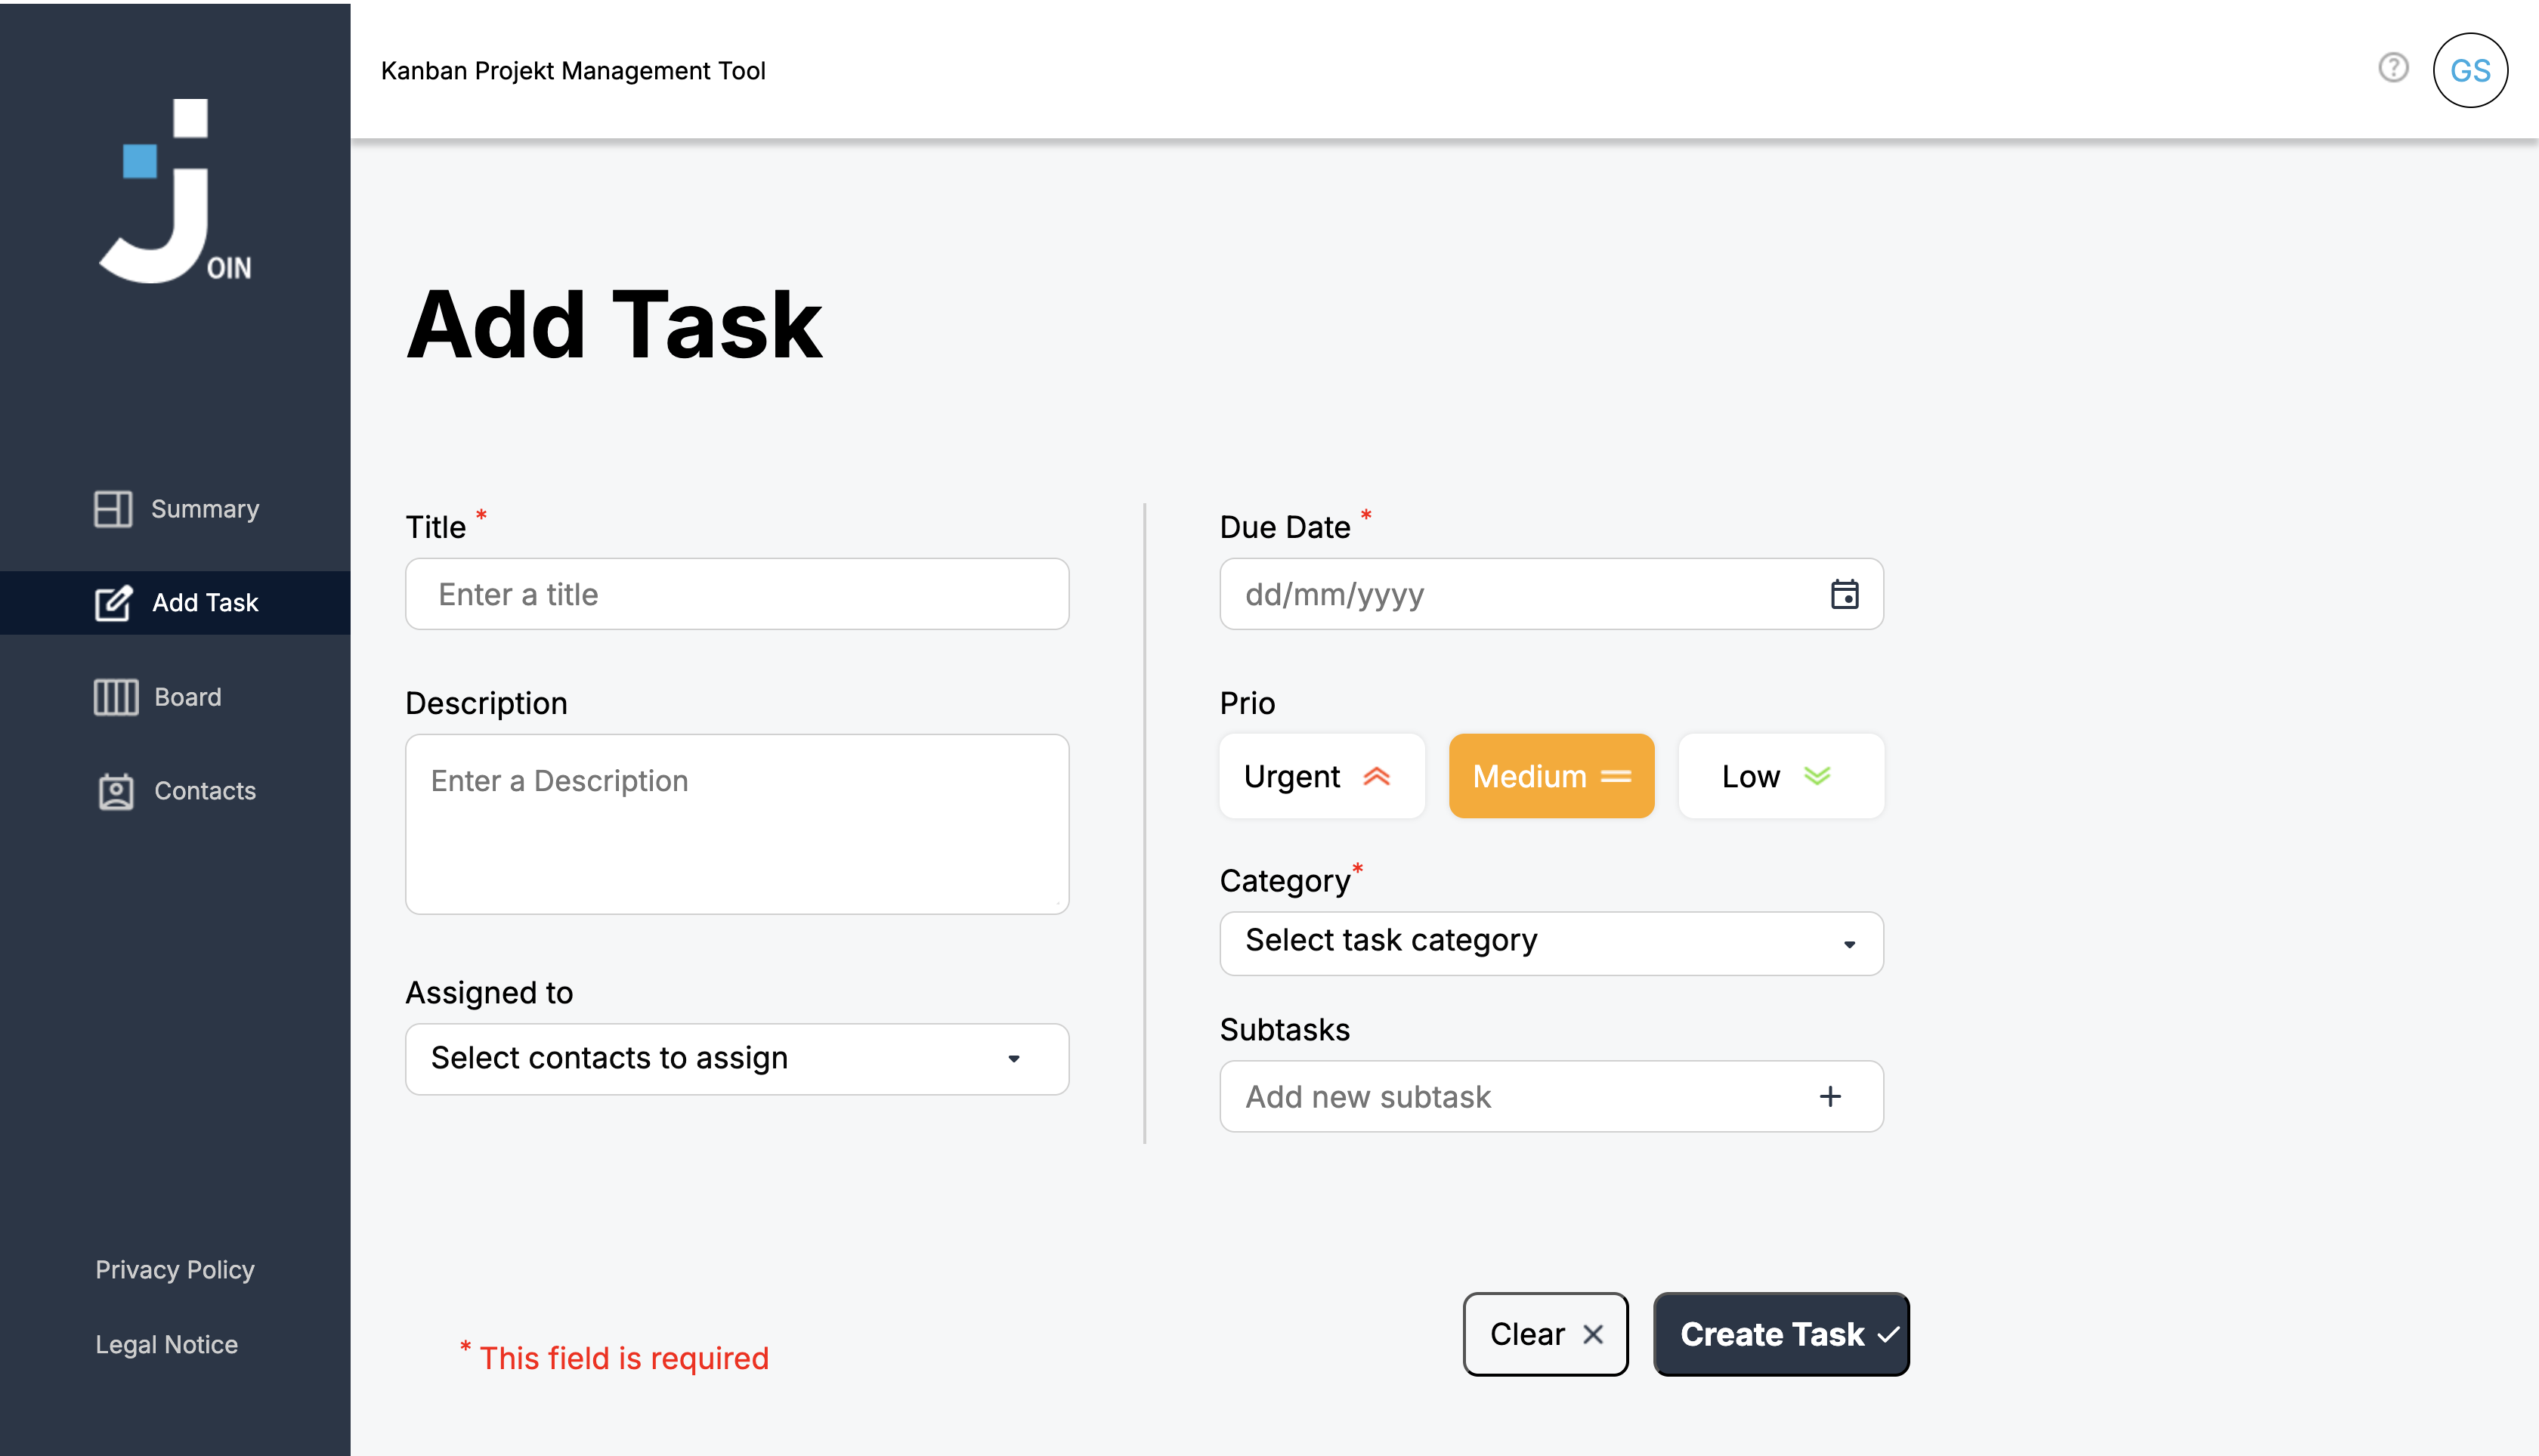 Kanban Projekt Management Tool
?
GS
JOIN
Summary
Add Task
Board
Contacts
Privacy Policy
Legal Notice
Add Task
Title *
Enter a title
Description
Enter a Description
Assigned to
Select contacts to assign
Due Date *
dd/mm/yyyy
Prio
Urgent
Medium
Low
Category*
Select task category
Subtasks
Add new subtask
* This field is required
Clear
Create Task